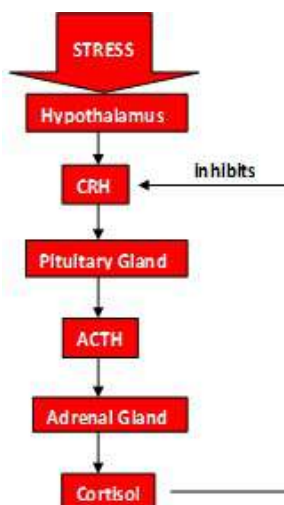 STRESS
Hypothalamus
inhibits
CRH
Pituitary Gland
ACTH
Adrenal Gland
Cortisol